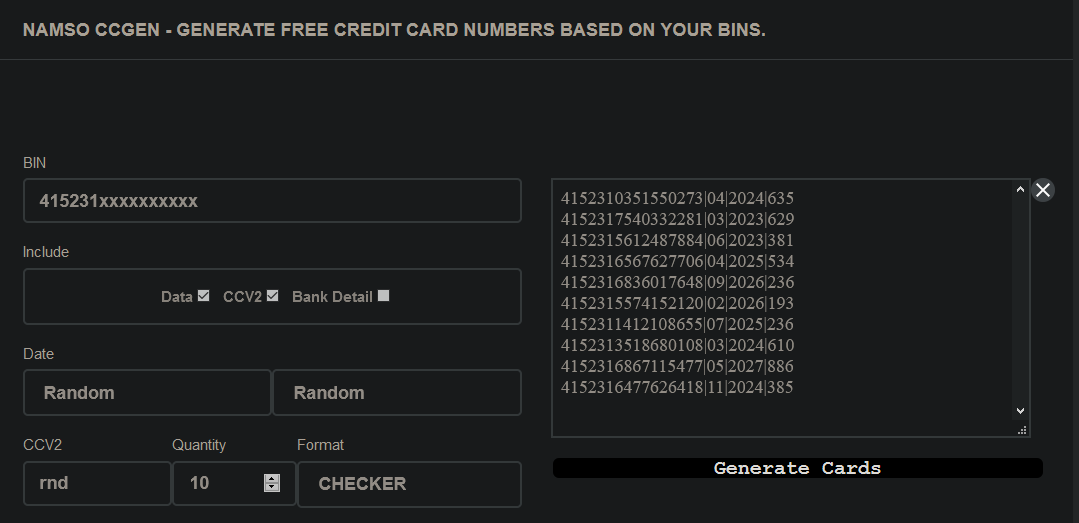 NAMSO CCGEN - GENERATE FREE CREDIT CARD NUMBERS BASED ON YOUR BINS.
BIN
415231xxxxxxxxxx
Include
Data CCV2 Bank Detail
Date
Random Random
CCV2 Quantity Format
rnd 10 CHECKER
4152310351550273|04|2024|635
4152317540332281|03|2023|629
4152315612487884|06|2023|381
4152316567627706|04|2025|534
4152316836017648|09|2026|236
4152315574152120|02|2026|193
4152311412108655|07|2025|236
4152313518680108|03|2024|610
4152316867115477|05|2027|886
4152316477626418|11|2024|385
Generate Cards